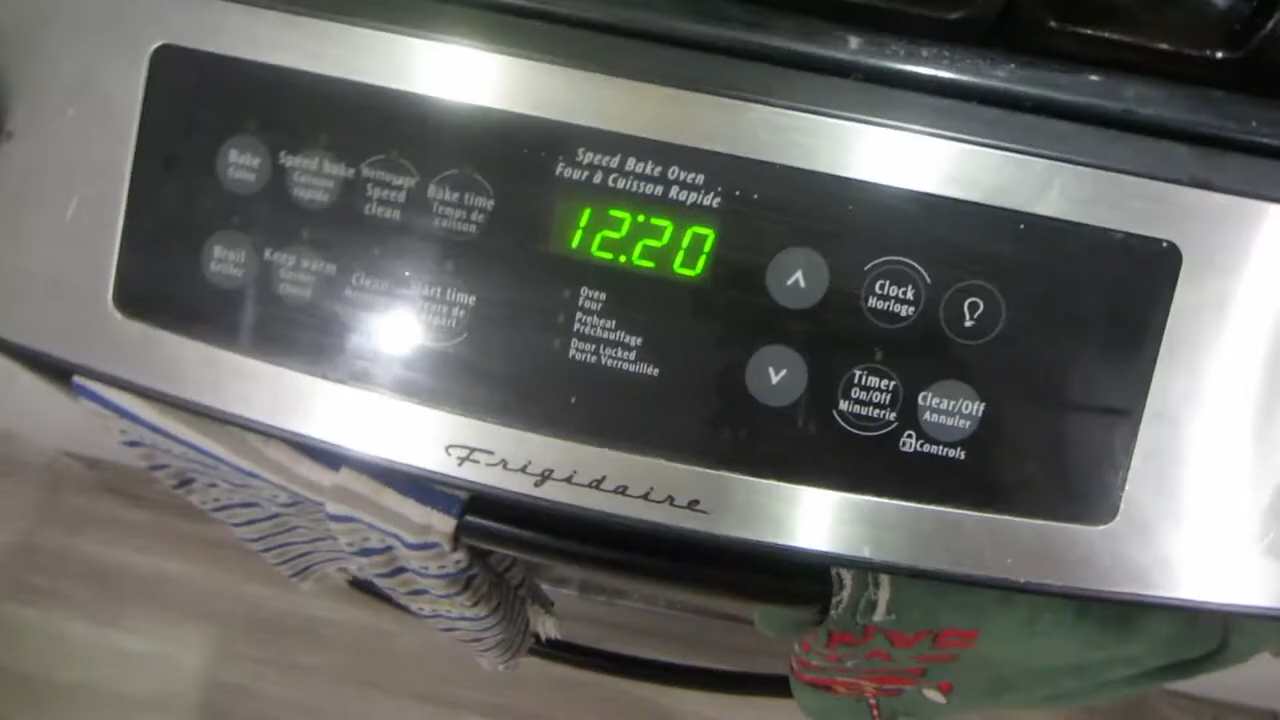 Speed Bake Oven
Four à Cuisson Rapide
12:20
Bake
Cuire
Speed bake
Cuisson
rapide
Nettoyage
Speed
clean
Bake time
Temps de
cuisson
Broil
Griller
Keep warm
Clean
Start time
Oven
Four
Preheat
Préchauffage
Door Locked
Porte Verrouillée
Clock
Horloge
Timer
On/Off
Minuterie
Clear/Off
Annuler
Controls
Frigidaire